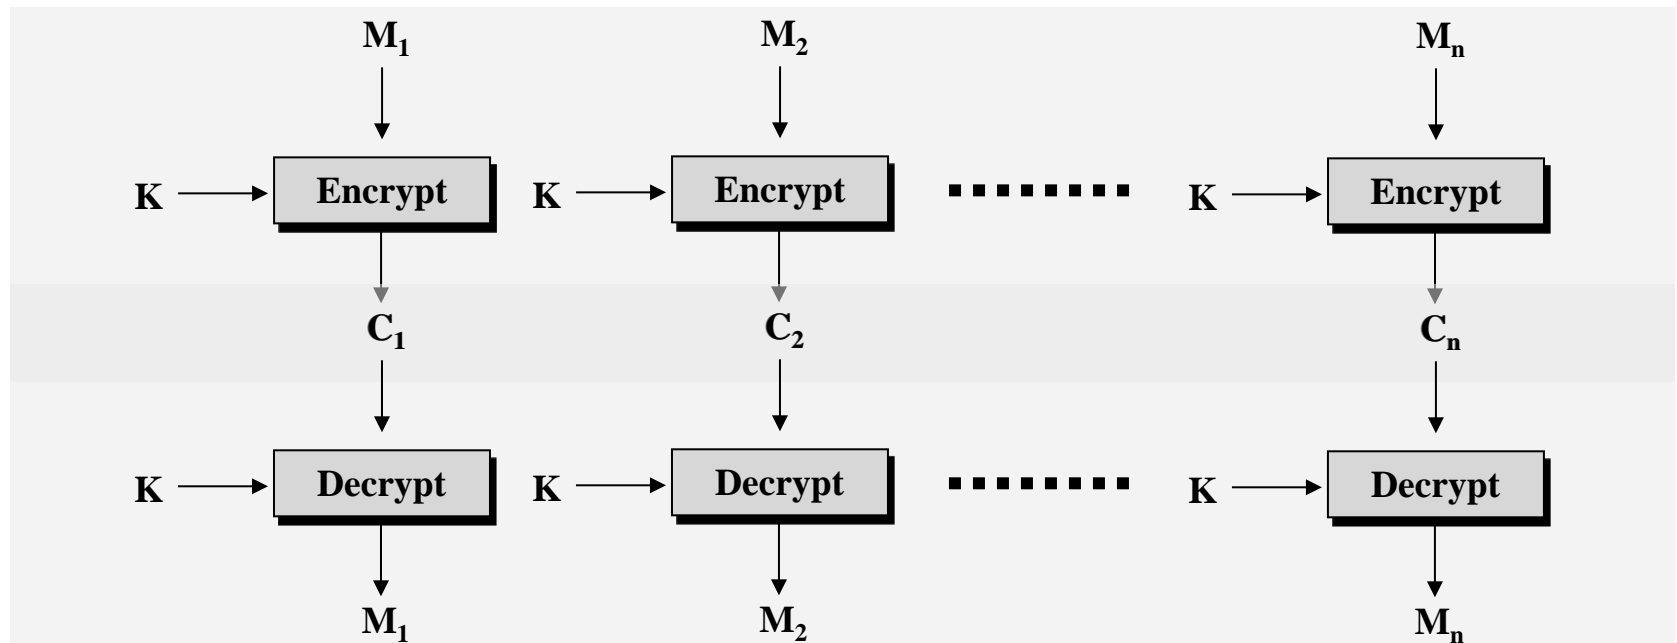 M₁ M₂ Mₙ
K Encrypt K Encrypt K Encrypt
C₁ C₂ Cₙ
K Decrypt K Decrypt K Decrypt
M₁ M₂ Mₙ